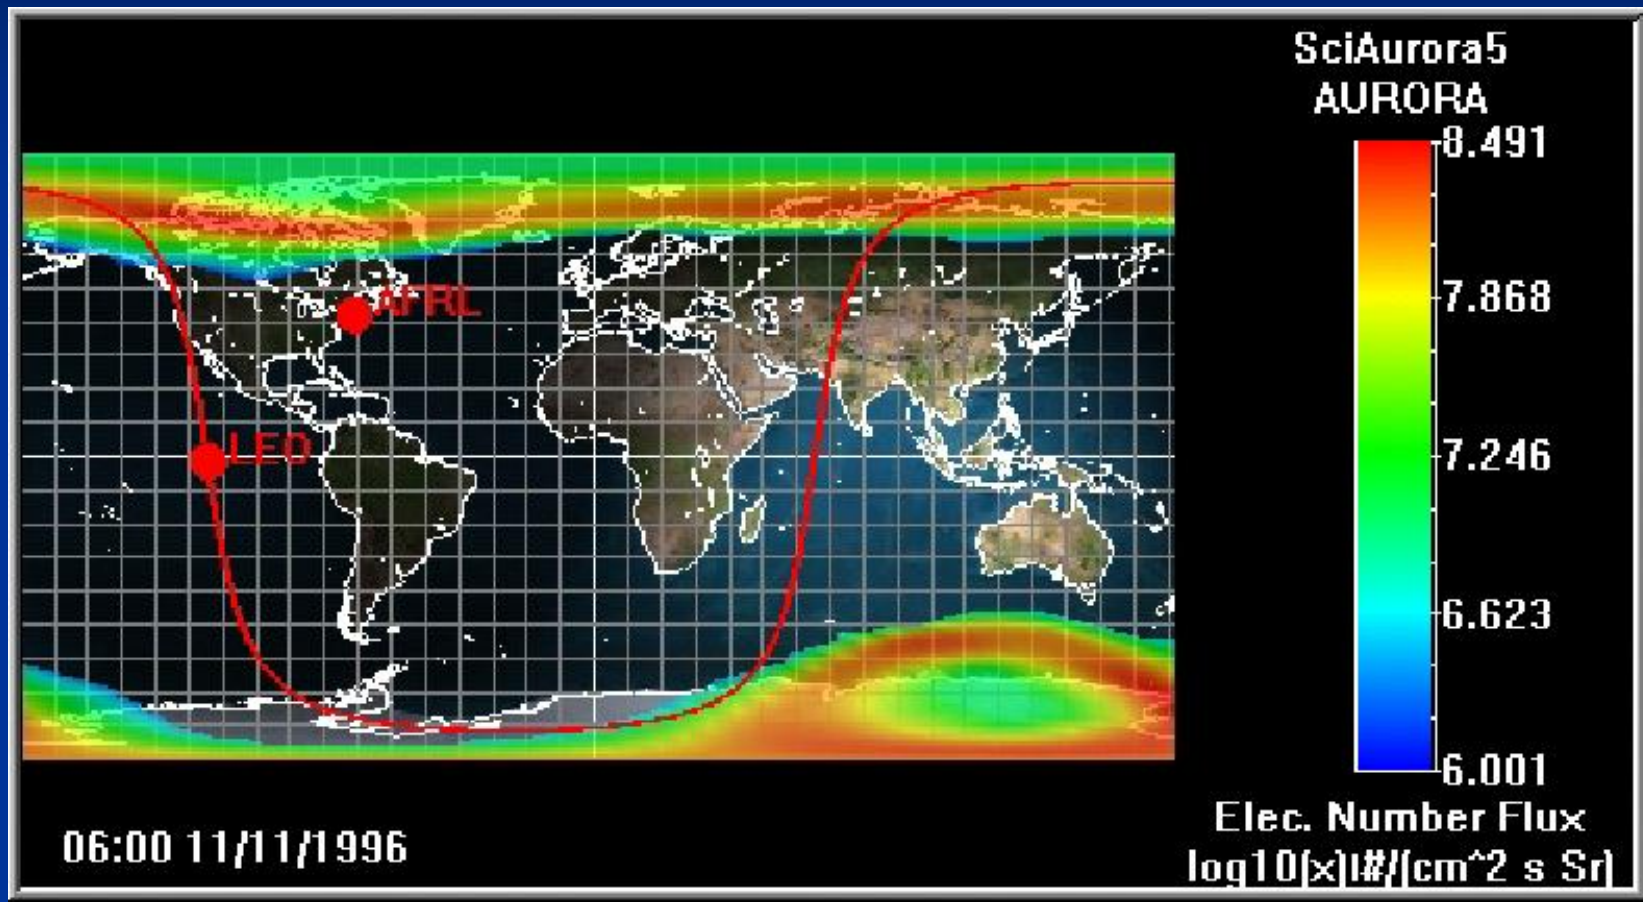 SciAurora5
AURORA
8.491
7.868
7.246
6.623
6.001
AFRL
LEO
06:00 11/11/1996
Elec. Number Flux
log10(x)|#/(cm^2 s Sr)